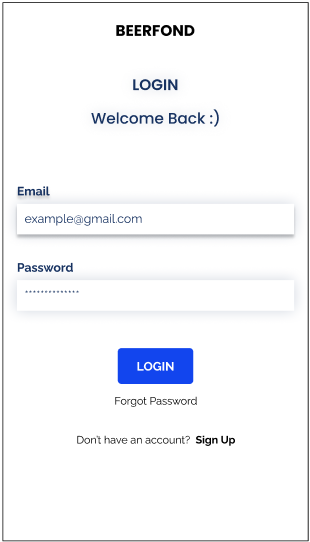 BEERFOND
LOGIN
Welcome Back :)
Email
example@gmail.com
Password
**************
LOGIN
Forgot Password
Don't have an account? Sign Up